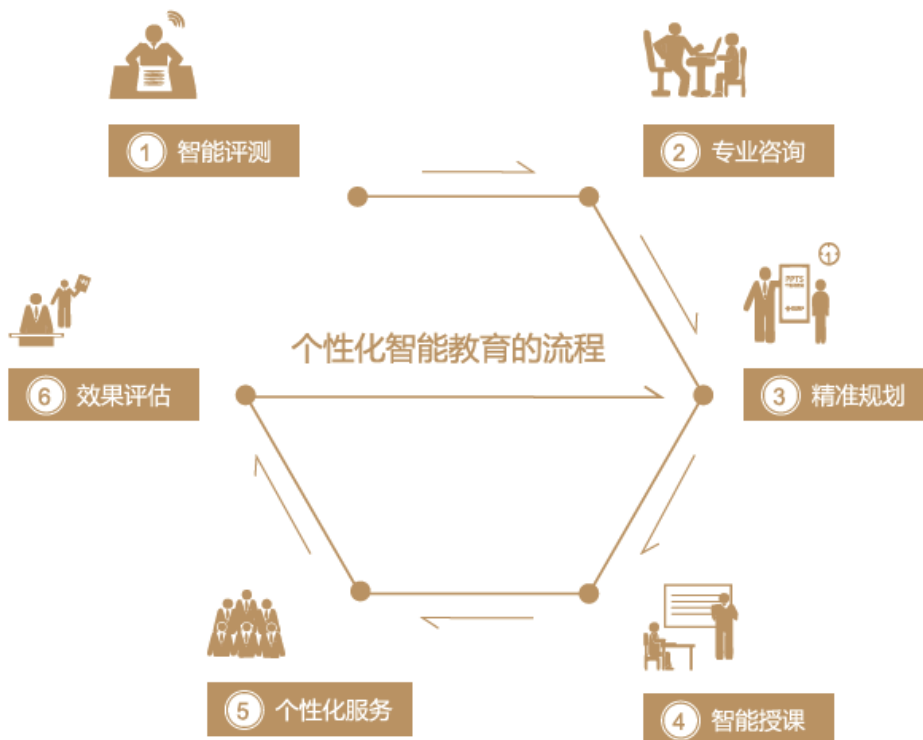 1 智能评测
2 专业咨询
PPTS
个性化智能教育的流程
6 效果评估
3 精准规划
5 个性化服务
4 智能授课